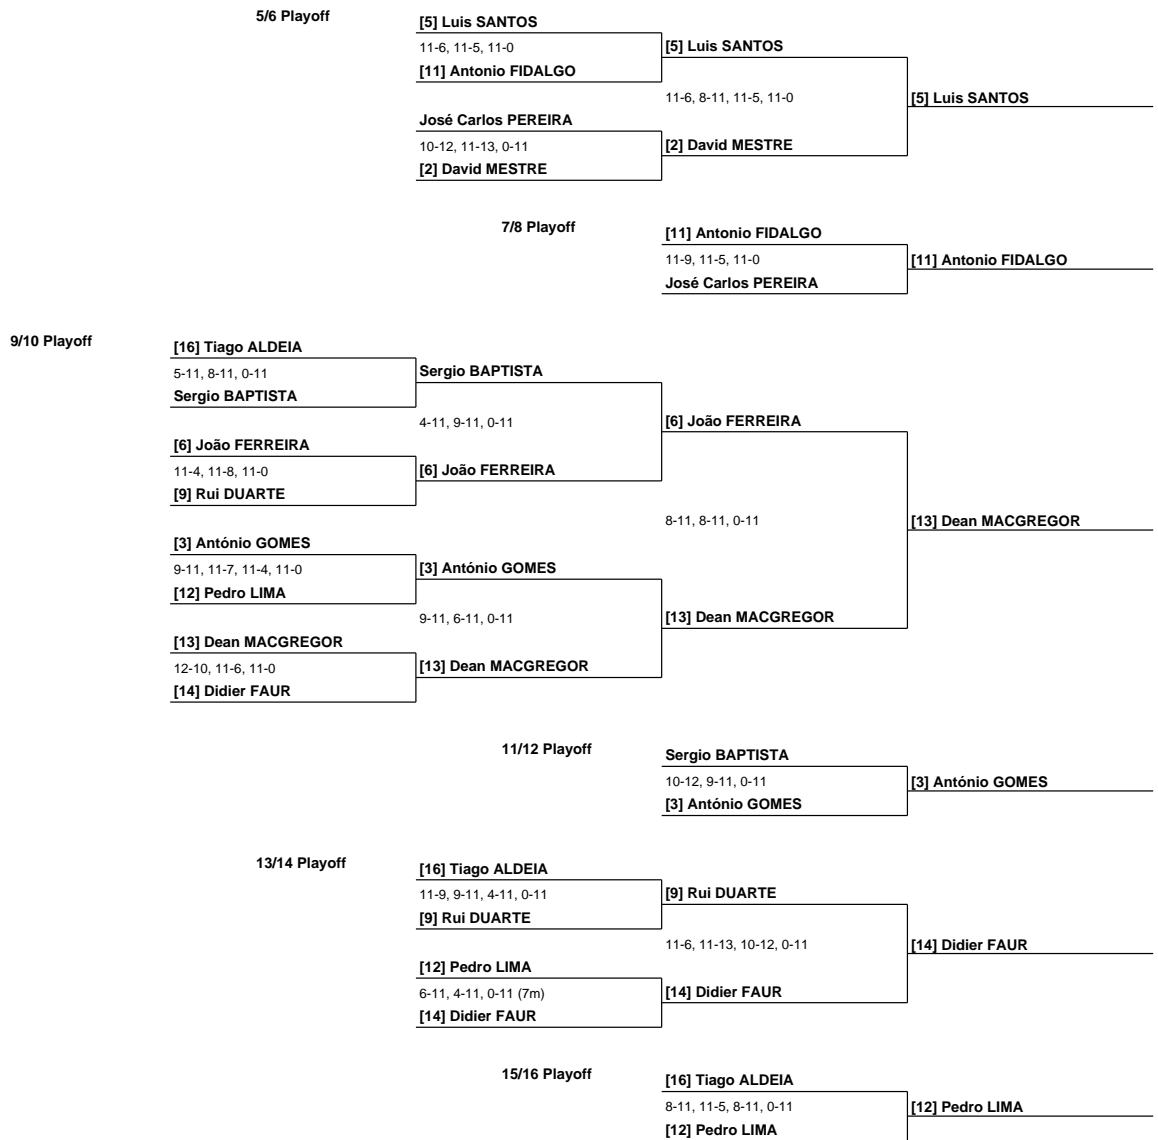 5/6 Playoff
[5] Luis SANTOS
11-6, 11-5, 11-0
[5] Luis SANTOS
[11] Antonio FIDALGO
11-6, 8-11, 11-5, 11-0
[5] Luis SANTOS
José Carlos PEREIRA
10-12, 11-13, 0-11
[2] David MESTRE
[2] David MESTRE
7/8 Playoff
[11] Antonio FIDALGO
11-9, 11-5, 11-0
[11] Antonio FIDALGO
José Carlos PEREIRA
9/10 Playoff
[16] Tiago ALDEIA
5-11, 8-11, 0-11
Sergio BAPTISTA
Sergio BAPTISTA
4-11, 9-11, 0-11
[6] João FERREIRA
[6] João FERREIRA
11-4, 11-8, 11-0
[6] João FERREIRA
[9] Rui DUARTE
8-11, 8-11, 0-11
[13] Dean MACGREGOR
[3] António GOMES
9-11, 11-7, 11-4, 11-0
[3] António GOMES
[12] Pedro LIMA
9-11, 6-11, 0-11
[13] Dean MACGREGOR
[13] Dean MACGREGOR
12-10, 11-6, 11-0
[13] Dean MACGREGOR
[14] Didier FAUR
11/12 Playoff
Sergio BAPTISTA
10-12, 9-11, 0-11
[3] António GOMES
[3] António GOMES
13/14 Playoff
[16] Tiago ALDEIA
11-9, 9-11, 4-11, 0-11
[9] Rui DUARTE
[9] Rui DUARTE
11-6, 11-13, 10-12, 0-11
[14] Didier FAUR
[12] Pedro LIMA
6-11, 4-11, 0-11 (7m)
[14] Didier FAUR
[14] Didier FAUR
15/16 Playoff
[16] Tiago ALDEIA
8-11, 11-5, 8-11, 0-11
[12] Pedro LIMA
[12] Pedro LIMA